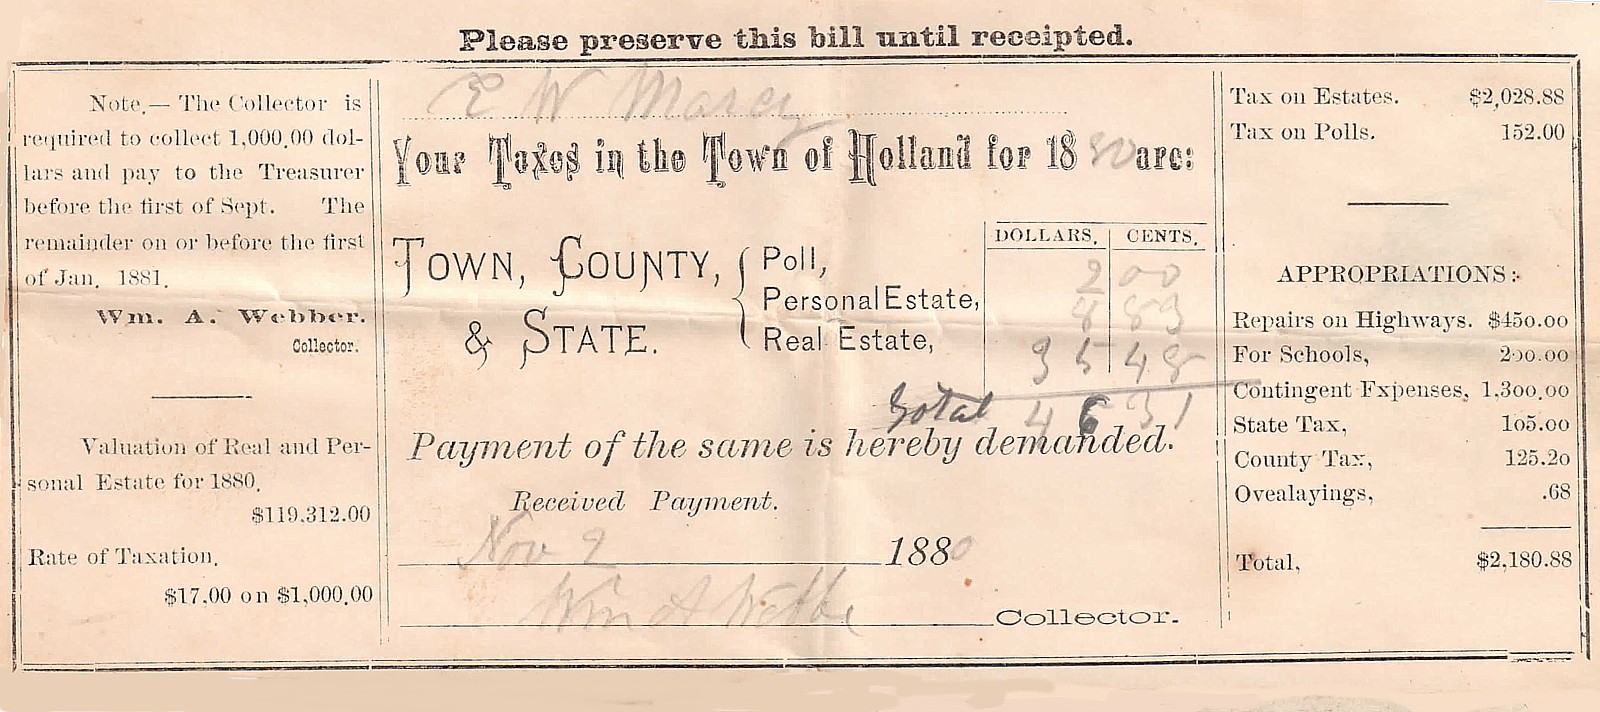 Please preserve this bill until receipted.
Note.— The Collector is
required to collect 1,000.00 dol-
lars and pay to the Treasurer
before the first of Sept. The
remainder on or before the first
of Jan. 1881.
Wm. A. Webber.
Collector.
Valuation of Real and Per-
sonal Estate for 1880.
$119.312.00
Rate of Taxation.
$17.00 on $1,000.00
E W Marcy
Your Taxes in the Town of Holland for 1880 are:
DOLLARS. CENTS.
TOWN, COUNTY, & STATE.
Poll, 2 00
Personal Estate, 8 83
Real Estate, 35 48
total 46 31
Payment of the same is hereby demanded.
Received Payment.
Nov 2 1880
Wm A Webbe Collector.
Tax on Estates. $2,028.88
Tax on Polls. 152.00
APPROPRIATIONS:
Repairs on Highways. $450.00
For Schools, 200.00
Contingent Expenses, 1,300.00
State Tax, 105.00
County Tax, 125.20
Ovealayings, .68
Total, $2,180.88